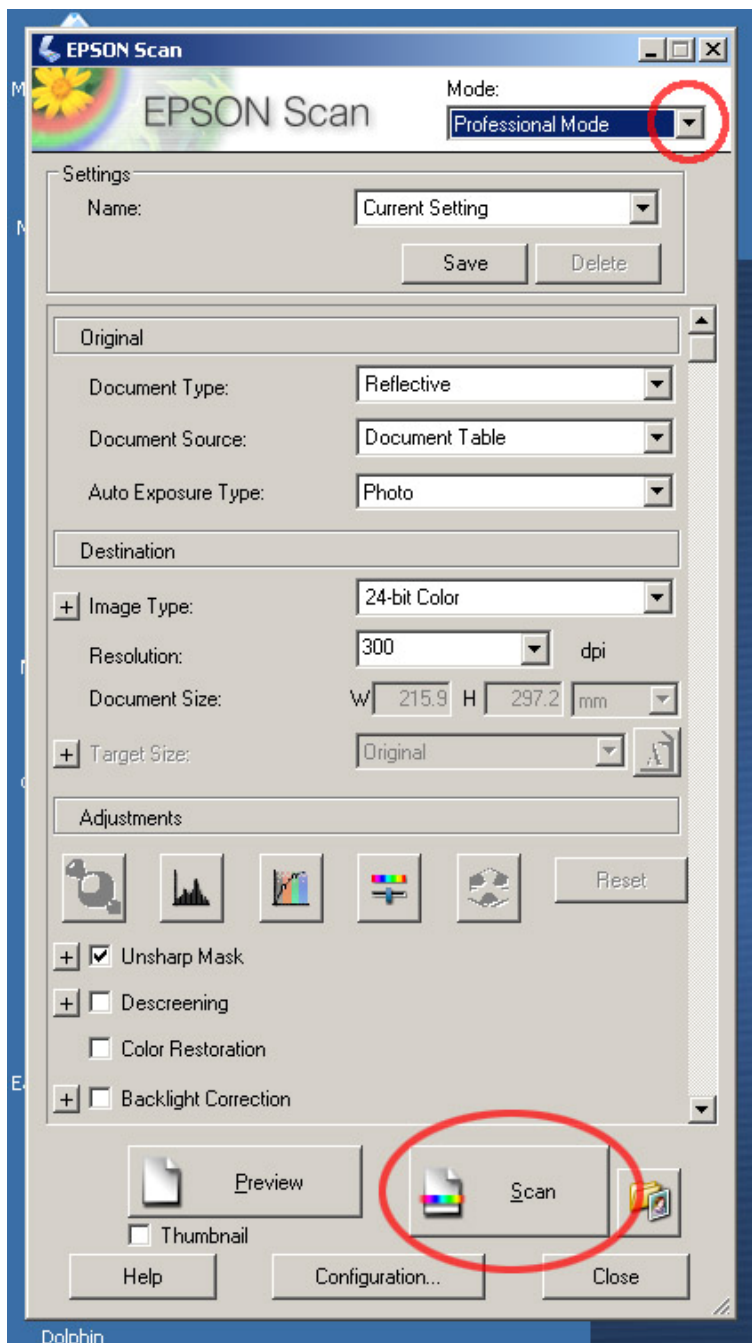 EPSON Scan
EPSON Scan
Mode:
Professional Mode
Settings
Name:
Current Setting
Save
Delete
Original
Document Type:
Reflective
Document Source:
Document Table
Auto Exposure Type:
Photo
Destination
+ Image Type:
24-bit Color
Resolution:
300
dpi
Document Size:
W 215.9 H 297.2 mm
+ Target Size:
Original
Adjustments
Reset
+ Unsharp Mask
+ Descreening
Color Restoration
+ Backlight Correction
Preview
Scan
Thumbnail
Help
Configuration...
Close
Dolphin